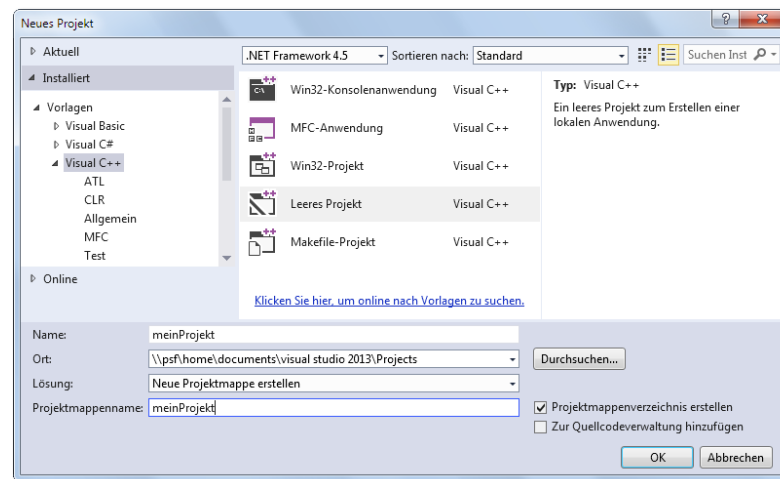 Neues Projekt
Aktuell
.NET Framework 4.5 Sortieren nach: Standard Suchen Inst
Installiert
Vorlagen
Visual Basic
Visual C#
Visual C++
ATL
CLR
Allgemein
MFC
Test
Online
Win32-Konsolenanwendung Visual C++
MFC-Anwendung Visual C++
Win32-Projekt Visual C++
Leeres Projekt Visual C++
Makefile-Projekt Visual C++
Klicken Sie hier, um online nach Vorlagen zu suchen.
Typ: Visual C++
Ein leeres Projekt zum Erstellen einer
lokalen Anwendung.
Name: meinProjekt
Ort: \\psf\home\documents\visual studio 2013\Projects Durchsuchen...
Lösung: Neue Projektmappe erstellen
Projektmappenname: meinProjekt
Projektmappenverzeichnis erstellen
Zur Quellcodeverwaltung hinzufügen
OK Abbrechen